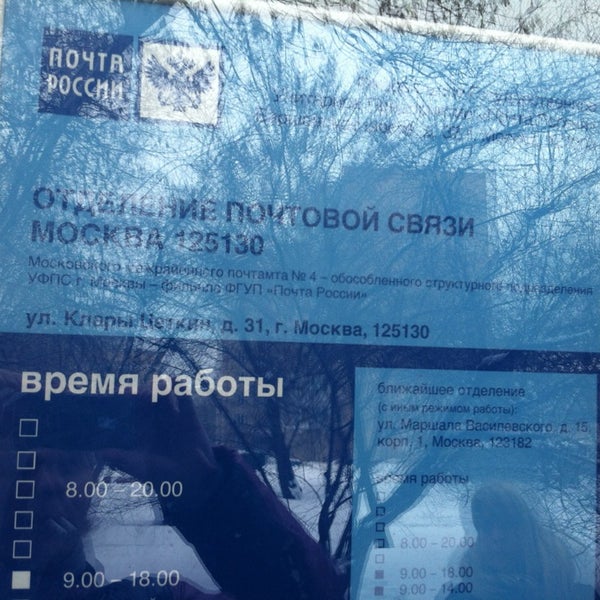 ПОЧТА
РОССИИ
ОТДЕЛЕНИЕ ПОЧТОВОЙ СВЯЗИ
МОСКВА 125130
Московского межрайонного почтамта № 4 – обособленного структурного подразделения
УФПС г. Москвы – филиала ФГУП «Почта России»
ул. Клары Цеткин, д. 31, г. Москва, 125130
время работы
8.00 – 20.00
9.00 – 18.00
ближайшее отделение
(с иным режимом работы):
ул. Маршала Василевского, д. 15,
корп. 1, Москва, 123182
время работы
8.00 – 20.00
9.00 – 18.00
9.00 – 14.00